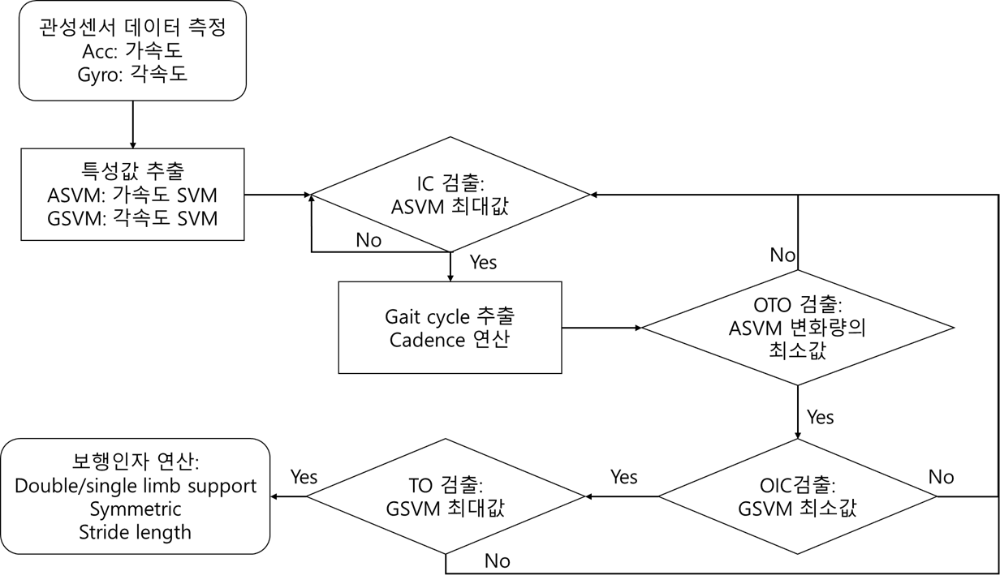 관성센서 데이터 측정
Acc: 가속도
Gyro: 각속도
특성값 추출
ASVM: 가속도 SVM
GSVM: 각속도 SVM
IC 검출:
ASVM 최대값
No
Yes
Gait cycle 추출
Cadence 연산
No
OTO 검출:
ASVM 변화량의
최소값
Yes
OIC검출:
GSVM 최소값
No
Yes
TO 검출:
GSVM 최대값
No
Yes
보행인자 연산:
Double/single limb support
Symmetric
Stride length